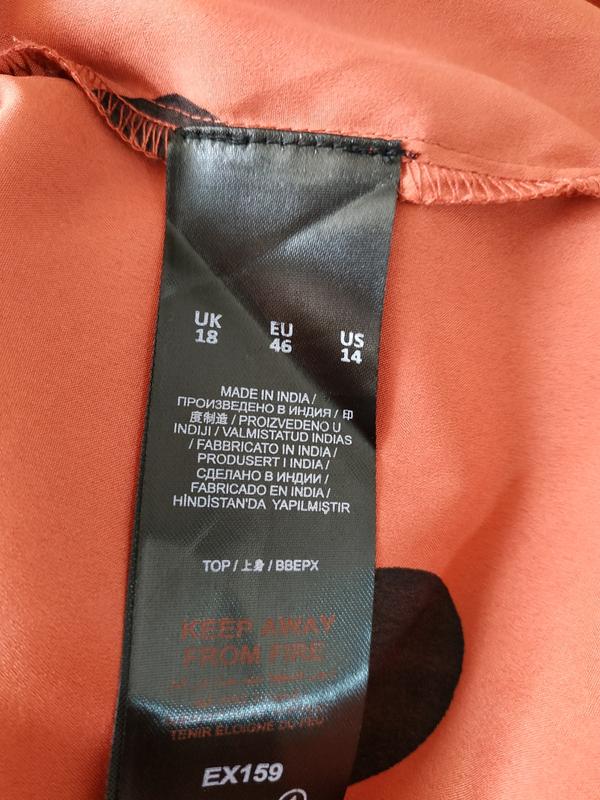 UK EU US
18 46 14
MADE IN INDIA /
ПРОИЗВЕДЕНО В ИНДИЯ / 印
度制造 / PROIZVEDENO U
INDIJI / VALMISTATUD INDIAS
/ FABBRICATO IN INDIA /
PRODUSERT I INDIA /
СДЕЛАНО В ИНДИИ /
FABRICADO EN INDIA /
HİNDİSTAN'DA YAPILMIŞTIR
TOP / 上身 / ВВЕРХ
KEEP AWAY
FROM FIRE
TENIR ELOIGNE DU FEU
EX159